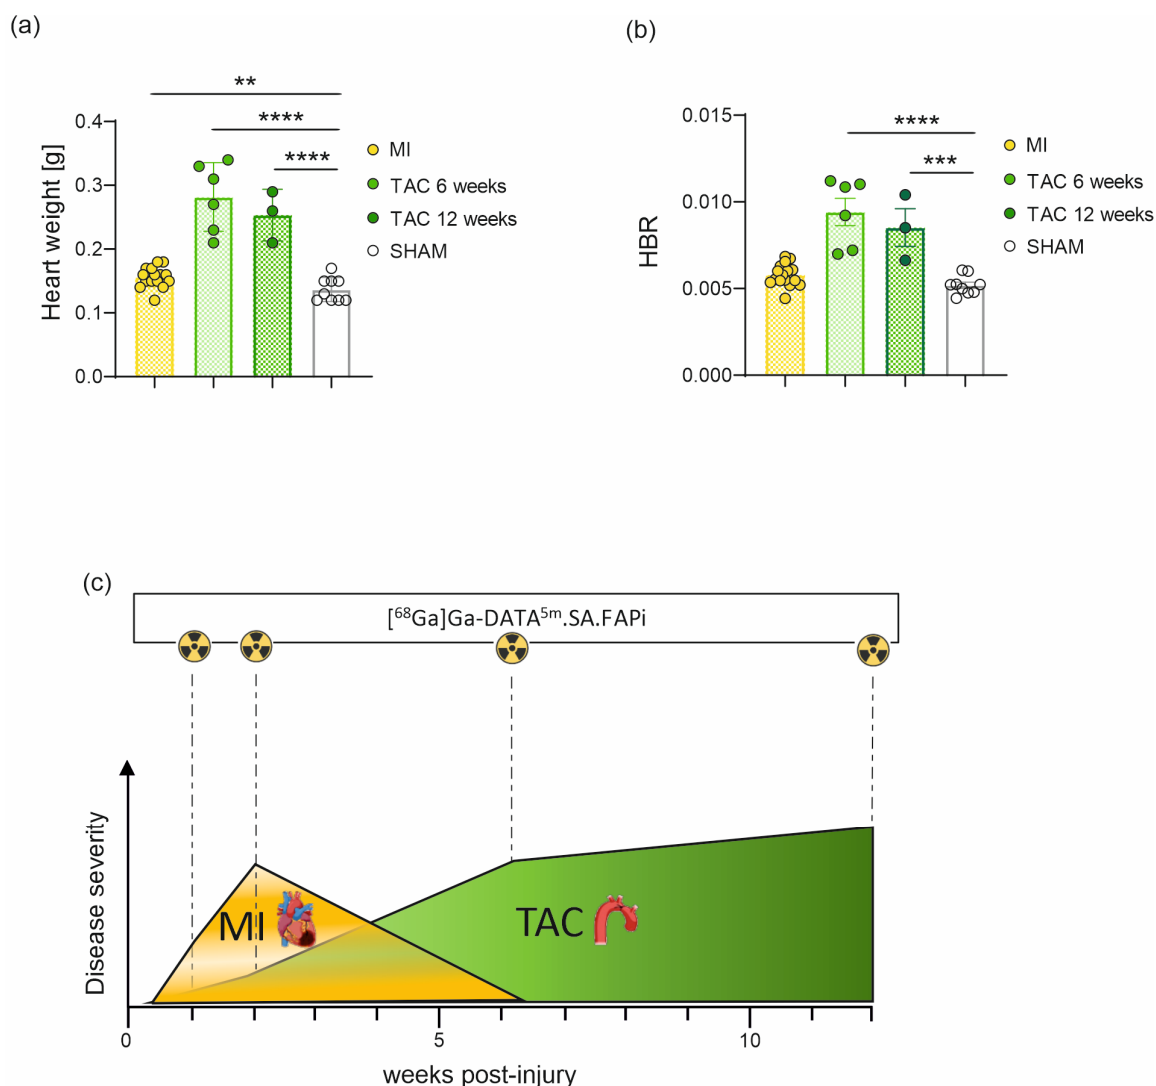 (a)
**
****
****
Heart weight [g]
0.4
0.3
0.2
0.1
0.0
MI
TAC 6 weeks
TAC 12 weeks
SHAM
(b)
****
***
HBR
0.015
0.010
0.005
0.000
MI
TAC 6 weeks
TAC 12 weeks
SHAM
(c)
[⁶⁸Ga]Ga-DATA⁵ᵐ.SA.FAPi
Disease severity
MI
TAC
0
5
10
weeks post-injury